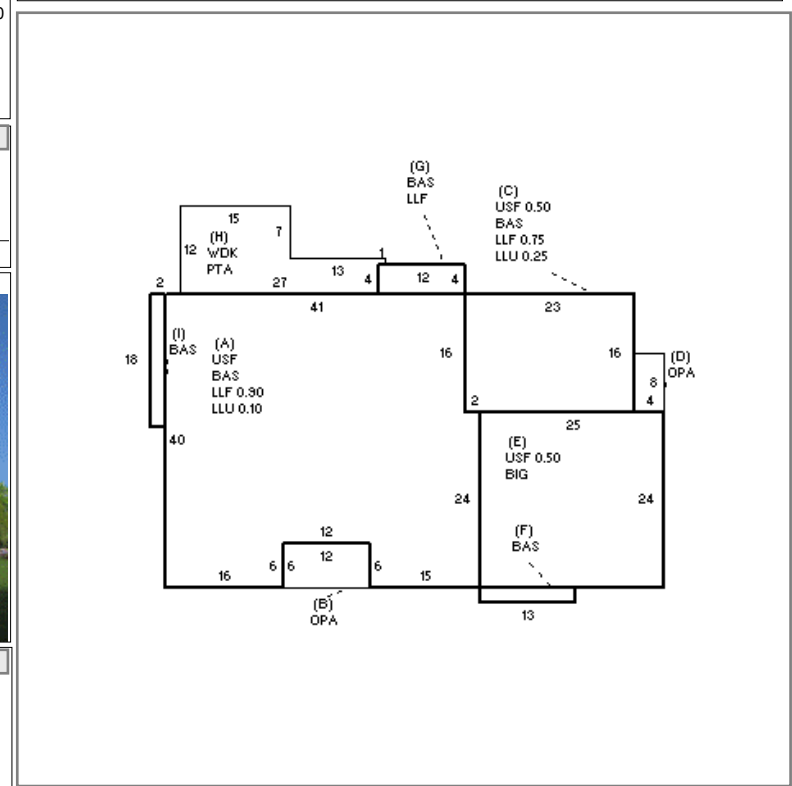 (G)
BAS
LLF
(C)
USF 0.50
BAS
LLF 0.75
LLU 0.25
15
7
12
(H)
WDK
PTA
1
13
4
12
4
2
27
41
23
18
(I)
BAS
(A)
USF
BAS
LLF 0.90
LLU 0.10
16
16
(D)
OPA
8
4
2
40
25
(E)
USF 0.50
BIG
24
24
(F)
BAS
12
12
6
6
6
16
15
(B)
OPA
13